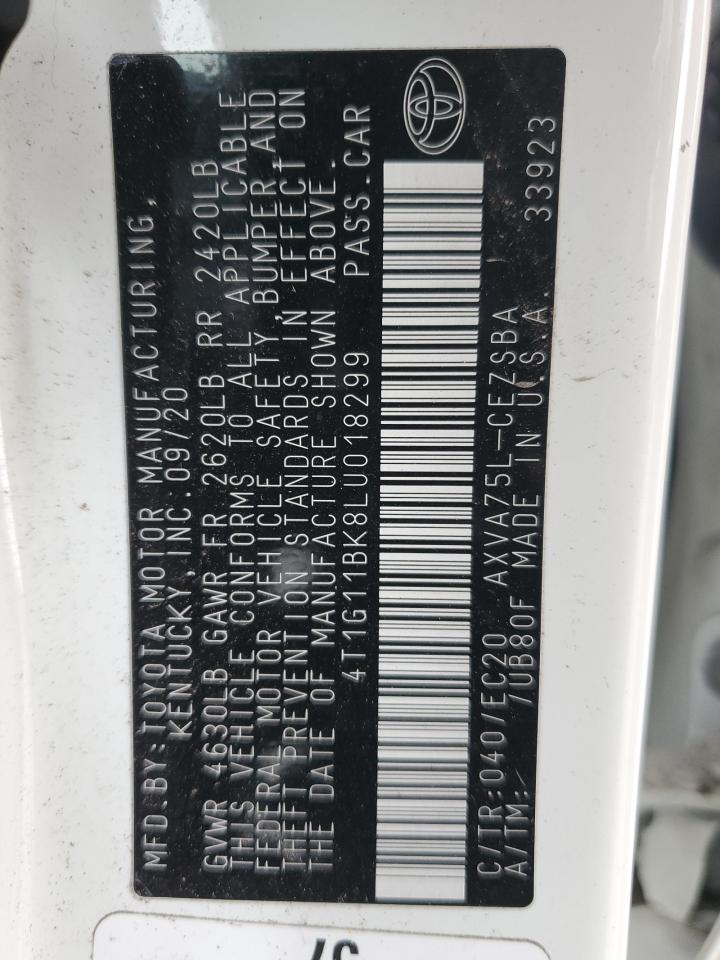 MFD.BY:TOYOTA MOTOR MANUFACTURING,
KENTUCKY,INC.09/20
GVWR 4630LB GAWR FR 2620LB RR 2420LB
THIS VEHICLE CONFORMS TO ALL APPLICABLE
FEDERAL MOTOR VEHICLE SAFETY,BUMPER,AND
THEFT PREVENTION STANDARDS IN EFFECT ON
THE DATE OF MANUFACTURE SHOWN ABOVE.
4T1G11BK8LU018299 PASS.CAR
C/TR:040/EC20 AXVA75L-CEZSBA
A/TM: /UB80F MADE IN U.S.A. 33923